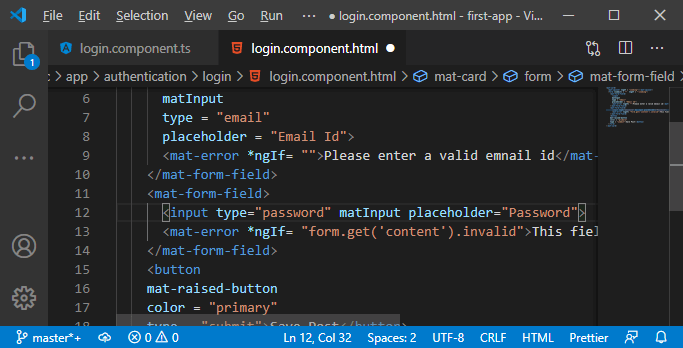 File Edit Selection ··· login.component.html - first-app - Vi...
login.component.ts login.component.html
app > authentication > login > login.component.html > mat-card > form > mat-form-field
1
6 matInput
7 type = "email"
8 placeholder = "Email Id">
9 <mat-error *ngIf= "">Please enter a valid emnail id</mat-
10 </mat-form-field>
11 <mat-form-field>
12 <input type="password" matInput placeholder="Password">
13 <mat-error *ngIf= "form.get('content').invalid">This fiel
14 </mat-form-field>
15 <button
16 mat-raised-button
17 color = "primary"
18 type = "submit">Save Post</button>
master*+ 0 0 Ln 12, Col 32 Spaces: 2 UTF-8 CRLF HTML Prettier